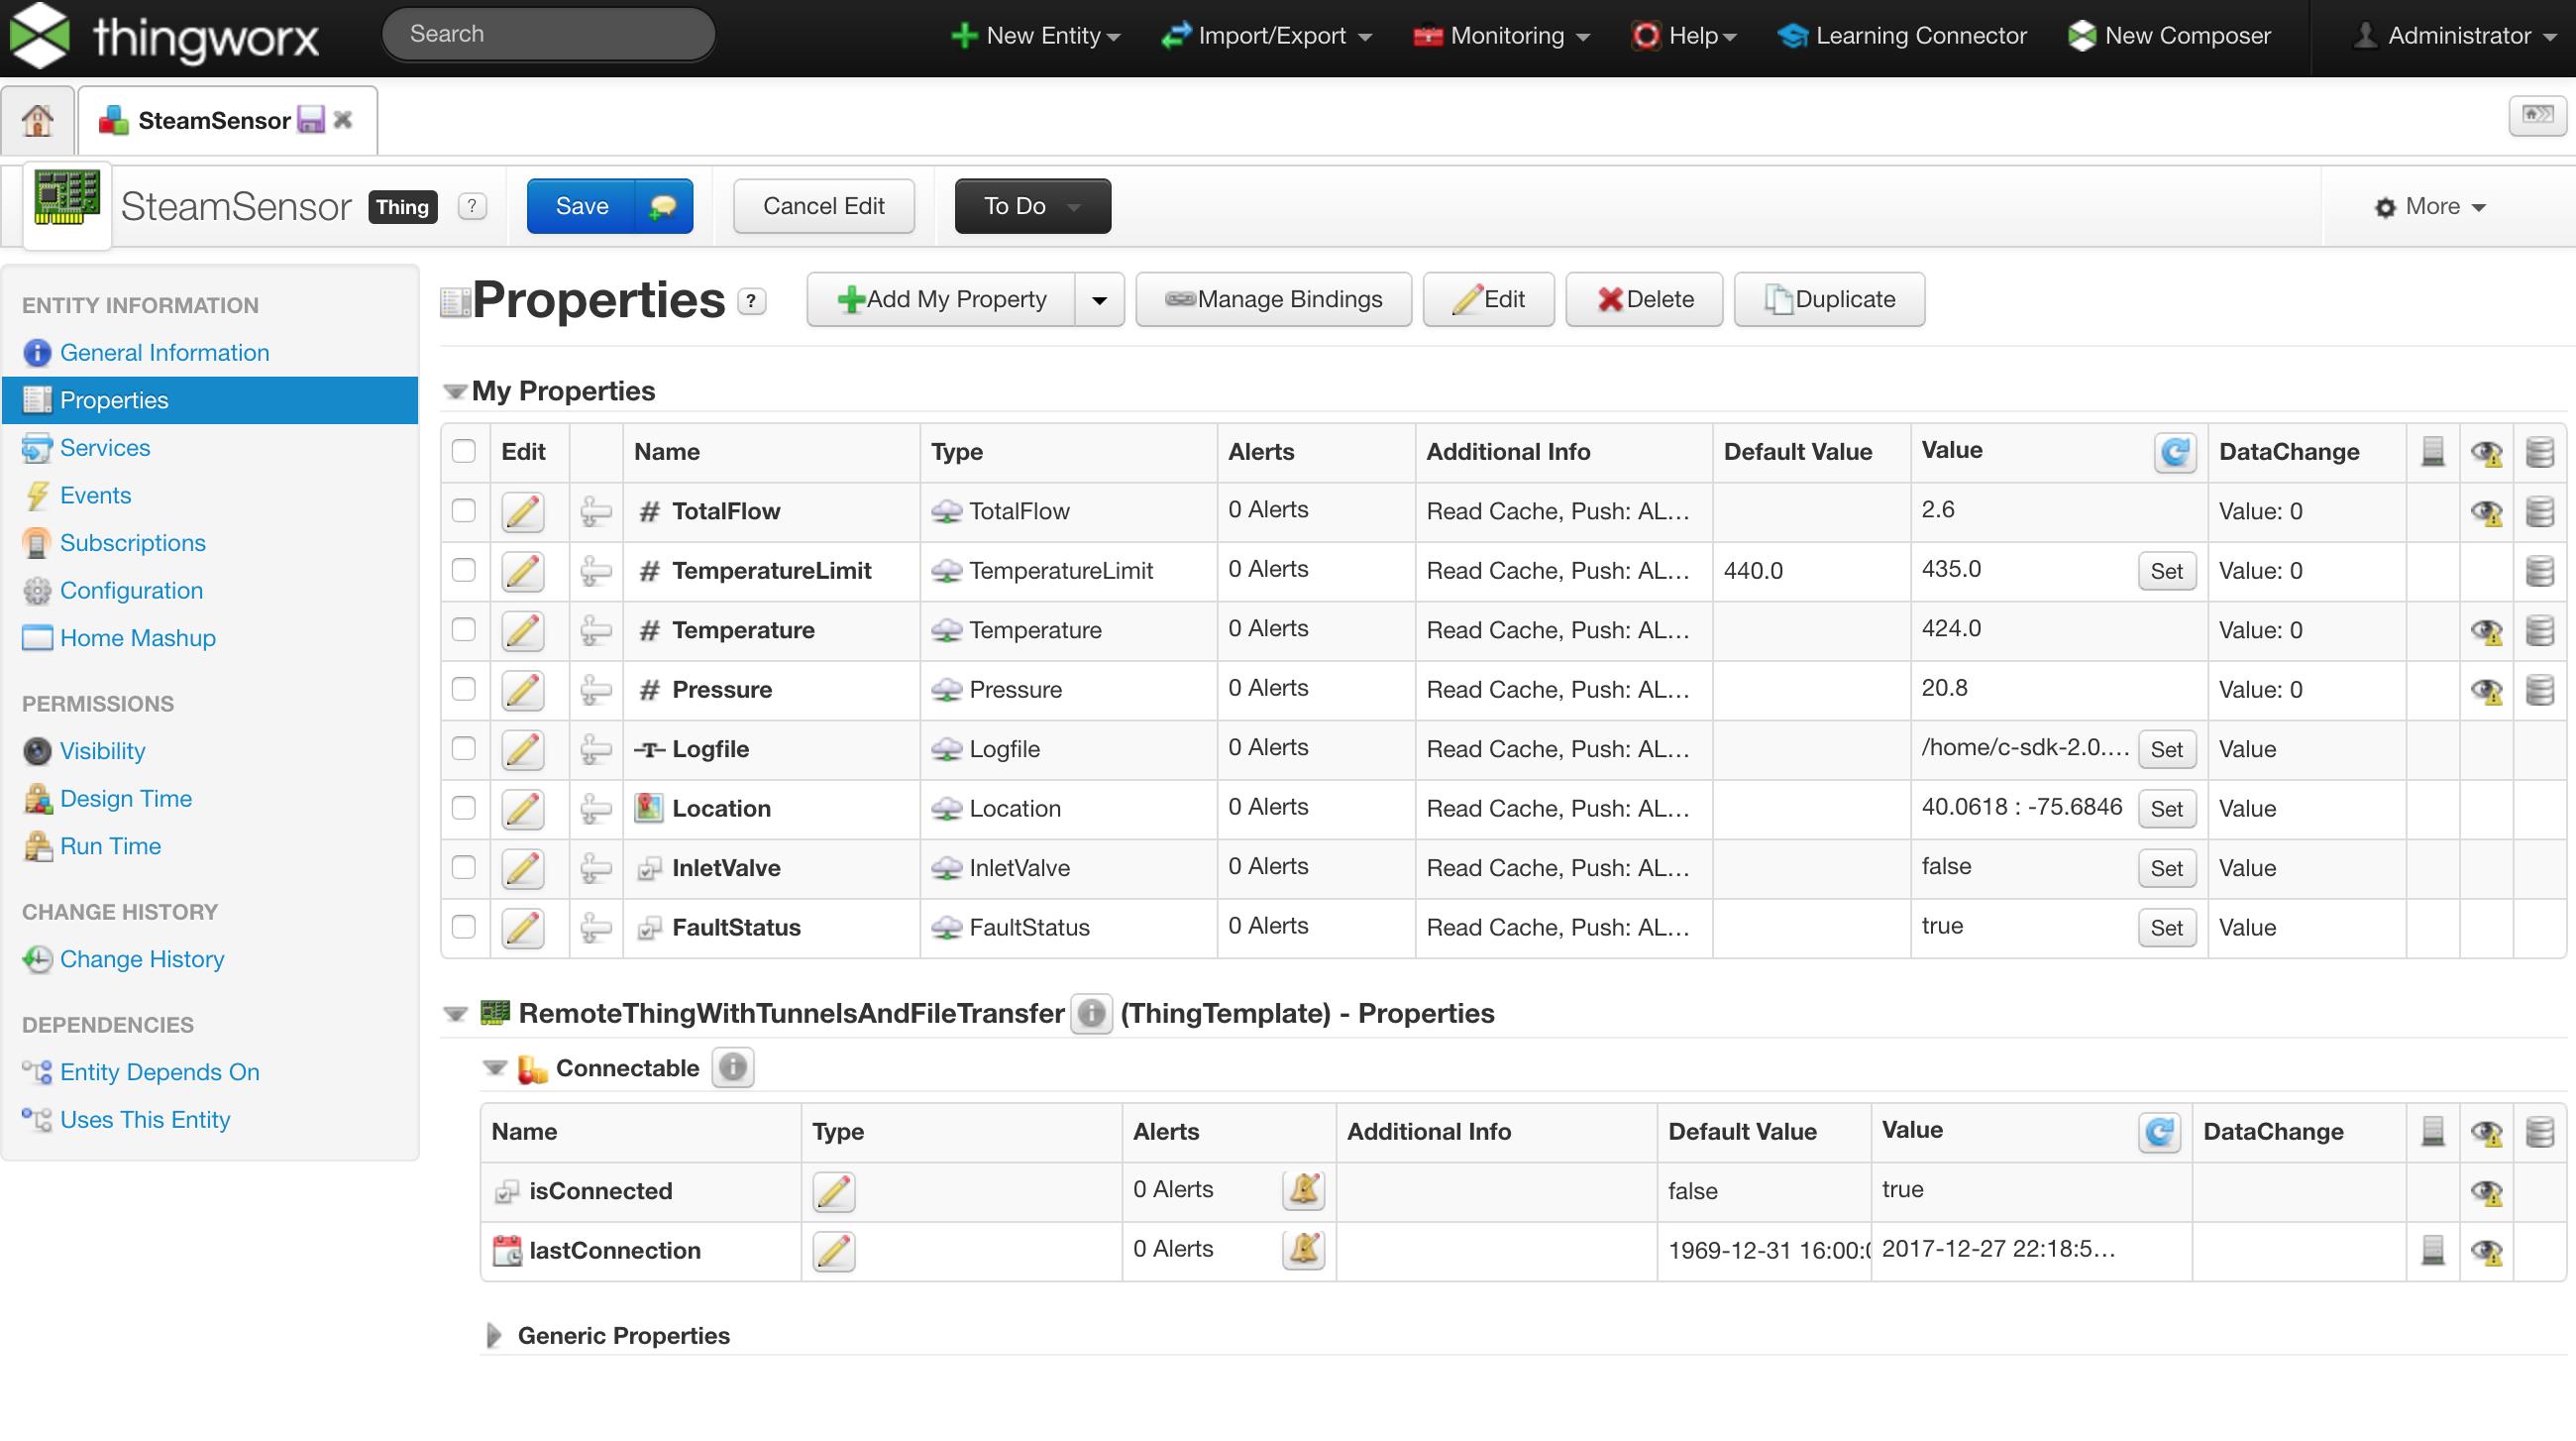 thingworx Search New Entity Import/Export Monitoring Help Learning Connector New Composer Administrator
SteamSensor
SteamSensor Thing ? Save Cancel Edit To Do More
ENTITY INFORMATION
General Information
Properties
Services
Events
Subscriptions
Configuration
Home Mashup
PERMISSIONS
Visibility
Design Time
Run Time
CHANGE HISTORY
Change History
DEPENDENCIES
Entity Depends On
Uses This Entity
Properties ? Add My Property Manage Bindings Edit Delete Duplicate
My Properties
Edit Name Type Alerts Additional Info Default Value Value DataChange
# TotalFlow TotalFlow 0 Alerts Read Cache, Push: AL... 2.6 Value: 0
# TemperatureLimit TemperatureLimit 0 Alerts Read Cache, Push: AL... 440.0 435.0 Set Value: 0
# Temperature Temperature 0 Alerts Read Cache, Push: AL... 424.0 Value: 0
# Pressure Pressure 0 Alerts Read Cache, Push: AL... 20.8 Value: 0
T Logfile Logfile 0 Alerts Read Cache, Push: AL... /home/c-sdk-2.0.... Set Value
Location Location 0 Alerts Read Cache, Push: AL... 40.0618 : -75.6846 Set Value
InletValve InletValve 0 Alerts Read Cache, Push: AL... false Set Value
FaultStatus FaultStatus 0 Alerts Read Cache, Push: AL... true Set Value
RemoteThingWithTunnelsAndFileTransfer (ThingTemplate) - Properties
Connectable
Name Type Alerts Additional Info Default Value Value DataChange
isConnected 0 Alerts false true
lastConnection 0 Alerts 1969-12-31 16:00:0 2017-12-27 22:18:5...
Generic Properties